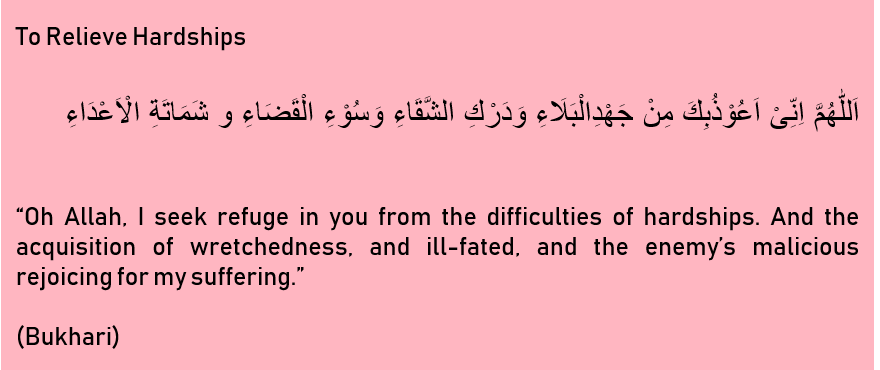 To Relieve Hardships
اَللّٰهُمَّ اِنِّىْ اَعُوْذُبِكَ مِنْ جَهْدِالْبَلَاءِ وَدَرْكِ الشَّقَاءِ وَسُوْءِ الْقَضَاءِ و شَمَاتَةِ الْاَعْدَاءِ
“Oh Allah, I seek refuge in you from the difficulties of hardships. And the
acquisition of wretchedness, and ill-fated, and the enemy’s malicious
rejoicing for my suffering.”
(Bukhari)